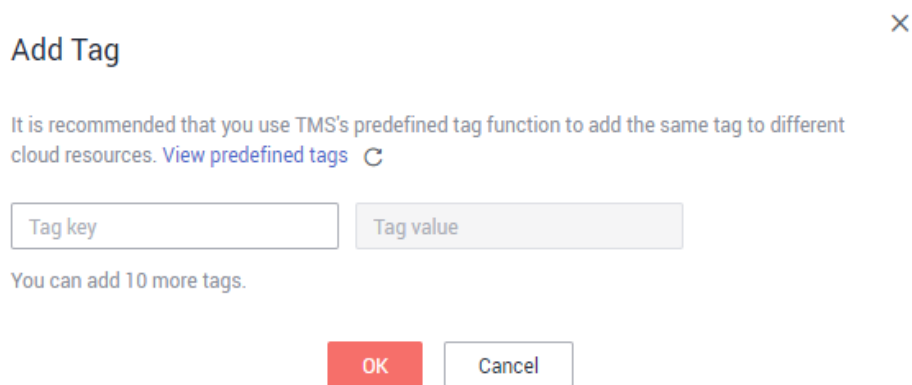 Add Tag
It is recommended that you use TMS's predefined tag function to add the same tag to different
cloud resources. View predefined tags
Tag key Tag value
You can add 10 more tags.
OK Cancel